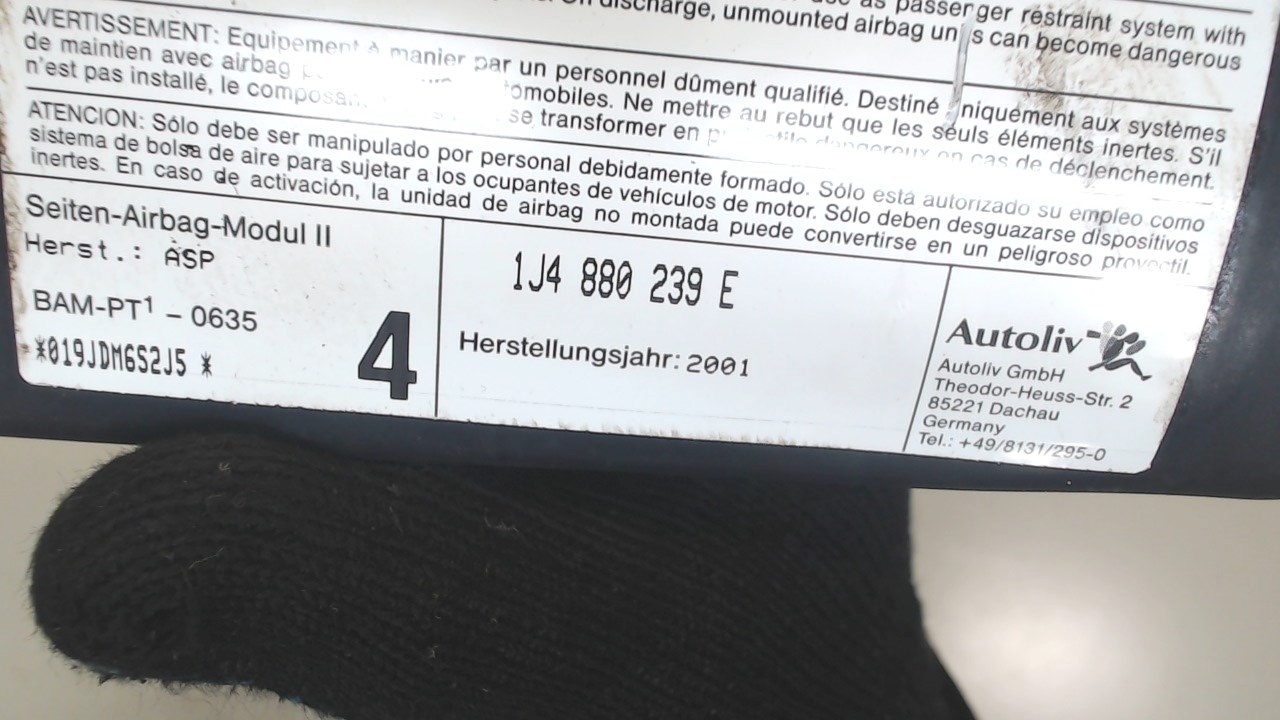 as passenger restraint system with
discharge, unmounted airbag un s can become dangerous
AVERTISSEMENT: Equipement à manier par un personnel dûment qualifié. Destiné niquement aux systèmes
de maintien avec airbag tomobiles. Ne mettre au rebut que les seuls éléments inertes. S'il
n'est pas installé, le composan se transformer en dangereux en cas de déclenchement.
ATENCION: Sólo debe ser manipulado por personal debidamente formado. Sólo está autorizado su empleo como
sistema de bolsa de aire para sujetar a los ocupantes de vehículos de motor. Sólo deben desguazarse dispositivos
inertes. En caso de activación, la unidad de airbag no montada puede convertirse en un peligroso proyectil.
Seiten-Airbag-Modul II
Herst.: ASP
BAM-PT¹ – 0635
*019JDM6S2J5 *
4
1J4 880 239 E
Herstellungsjahr: 2001
Autoliv
Autoliv GmbH
Theodor-Heuss-Str. 2
85221 Dachau
Germany
Tel.: +49/8131/295-0